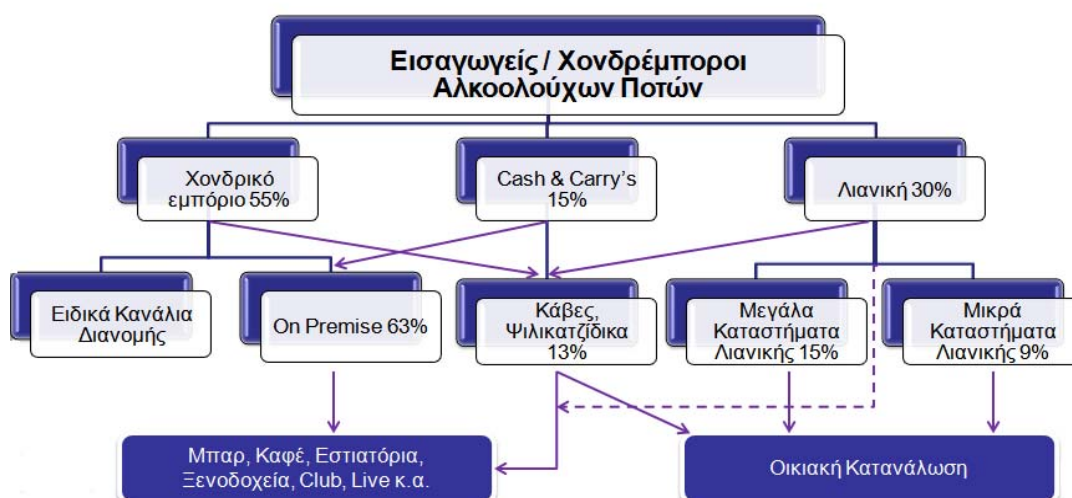 Εισαγωγείς / Χονδρέμποροι
Αλκοολούχων Ποτών
Χονδρικό
εμπόριο 55%
Cash & Carry’s
15%
Λιανική 30%
Ειδικά Κανάλια
Διανομής
On Premise 63%
Κάβες,
Ψιλικατζίδικα
13%
Μεγάλα
Καταστήματα
Λιανικής 15%
Μικρά
Καταστήματα
Λιανικής 9%
Μπαρ, Καφέ, Εστιατόρια,
Ξενοδοχεία, Club, Live κ.α.
Οικιακή Κατανάλωση